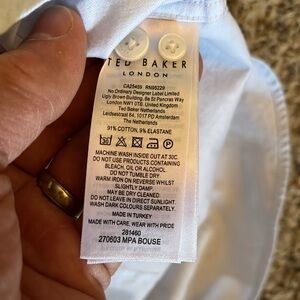 TED BAKER
LONDON
CA25469 RN95229
No Ordinary Designer Label Limited
Ugly Brown Building, 6a St Pancras Way
London NW1 0TB, United Kingdom
Ted Baker Netherlands
Leidsestraat 64, 1017 PD Amsterdam
The Netherlands
91% COTTON, 9% ELASTANE
MACHINE WASH INSIDE OUT AT 30C.
DO NOT USE PRODUCTS CONTAINING
BLEACH, OIL OR ALCOHOL.
DO NOT TUMBLE DRY
WARM IRON ON REVERSE WHILST
SLIGHTLY DAMP.
MAY BE DRY CLEANED.
DO NOT LEAVE IN DIRECT SUNLIGHT
WASH DARK COLOURS SEPARATELY.
MADE IN TURKEY
MADE WITH CARE, WEAR WITH PRIDE
281460
270603 MPA BOUSE